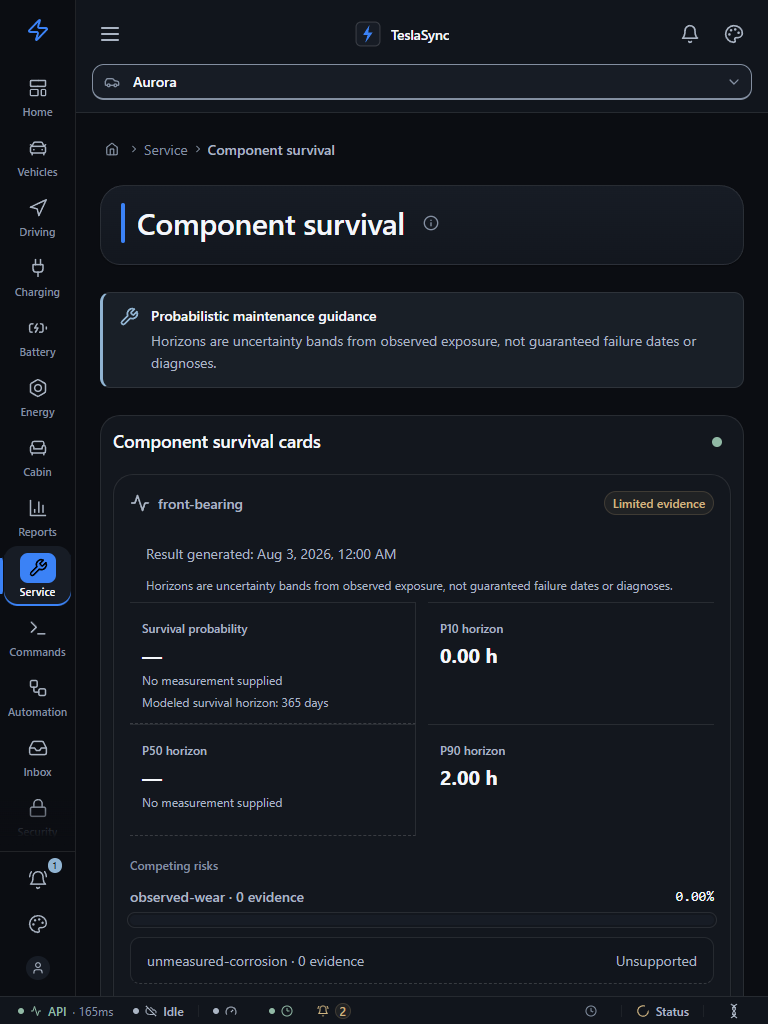 TeslaSync
Aurora
Home
Vehicles
Driving
Charging
Battery
Energy
Cabin
Reports
Service
Commands
Automation
Inbox
Security
1
Service > Component survival
Component survival
Probabilistic maintenance guidance
Horizons are uncertainty bands from observed exposure, not guaranteed failure dates or
diagnoses.
Component survival cards
front-bearing
Limited evidence
Result generated: Aug 3, 2026, 12:00 AM
Horizons are uncertainty bands from observed exposure, not guaranteed failure dates or diagnoses.
Survival probability
—
No measurement supplied
Modeled survival horizon: 365 days
P10 horizon
0.00 h
P50 horizon
—
No measurement supplied
P90 horizon
2.00 h
Competing risks
observed-wear · 0 evidence 0.00%
unmeasured-corrosion · 0 evidence Unsupported
API · 165ms Idle 2 Status